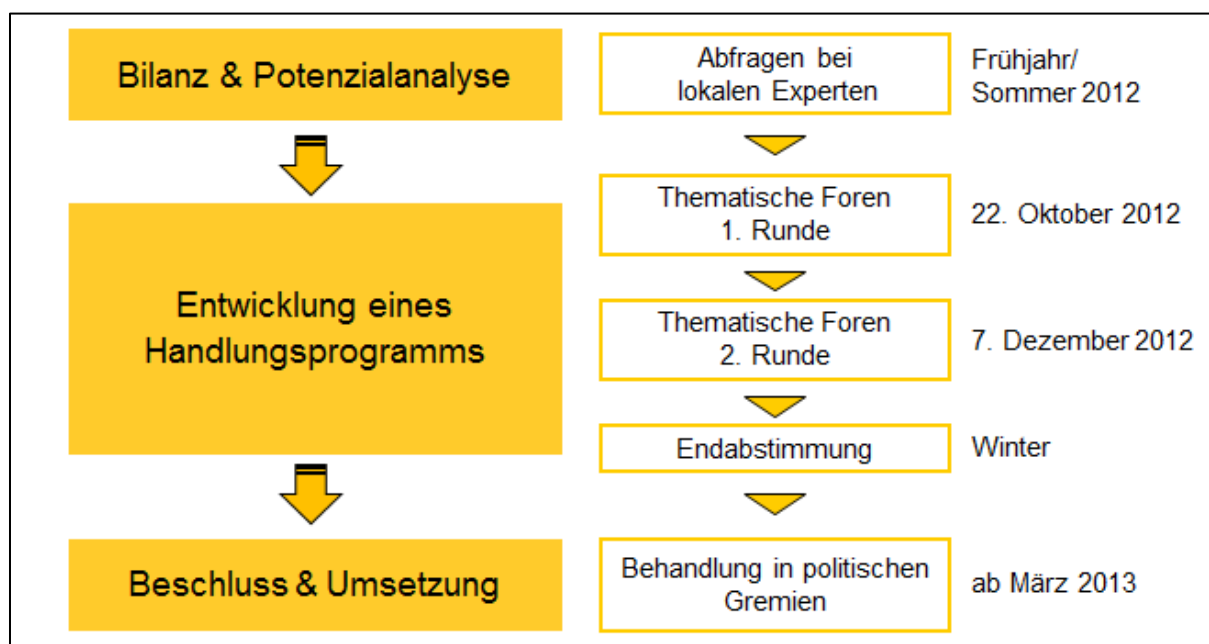 Bilanz & Potenzialanalyse
Abfragen bei
lokalen Experten
Frühjahr/
Sommer 2012
Entwicklung eines
Handlungsprogramms
Thematische Foren
1. Runde
22. Oktober 2012
Thematische Foren
2. Runde
7. Dezember 2012
Endabstimmung
Winter
Beschluss & Umsetzung
Behandlung in politischen
Gremien
ab März 2013